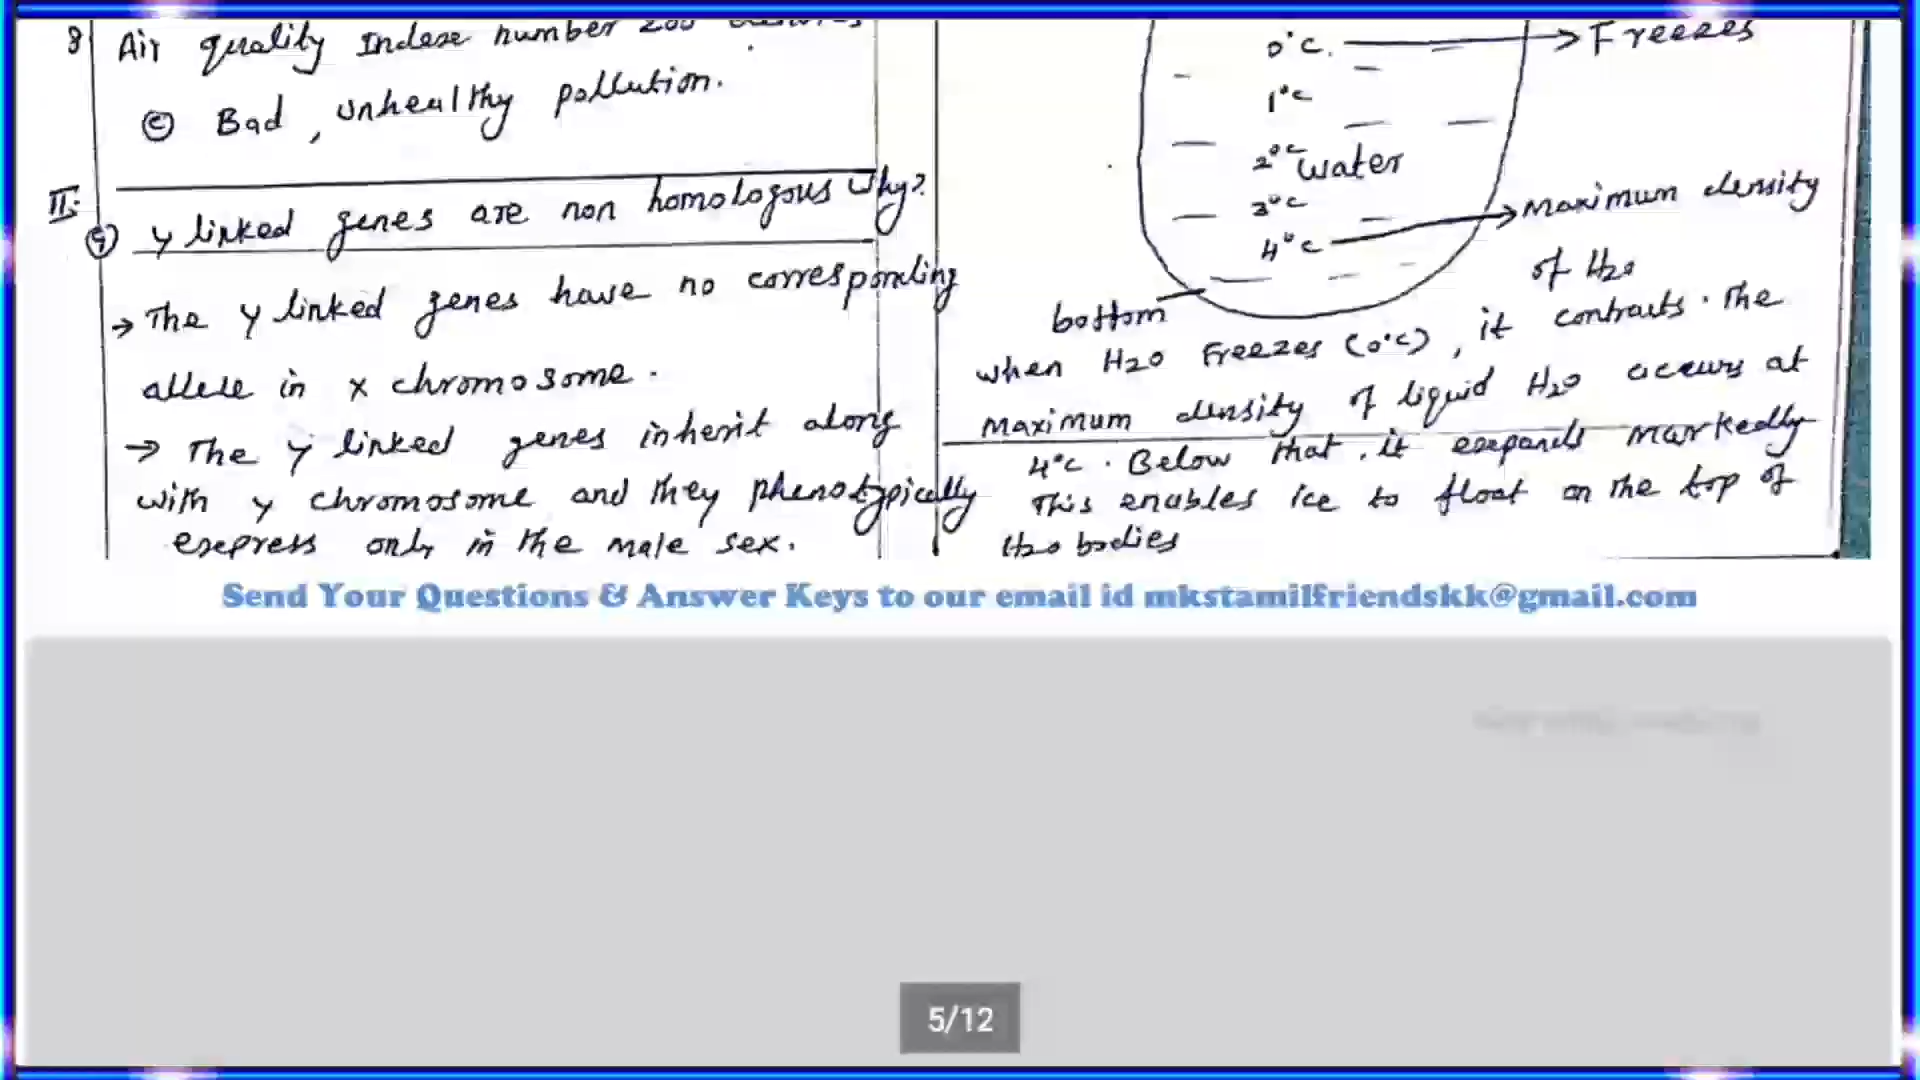 8 Air quality Indexe number 200
© Bad, unhealthy pollution.
II.
9 Y linked genes are non homologous why?
→ The Y linked genes have no corresponding
allele in X chromosome.
→ The Y linked genes inherit along
with Y chromosome and they phenotypically
express only in the male sex.
0°C. → Freezes
1°C
2°C water
3°C
4°C → Maximum density
of H2O
bottom
when H2O Freezes (0°C), it contracts. The
Maximum density of liquid H2O occurs at
4°C. Below that, it expands markedly
This enables ice to float on the top of
H2O bodies
Send Your Questions & Answer Keys to our email id mkstamilfriendskk@gmail.com
5/12